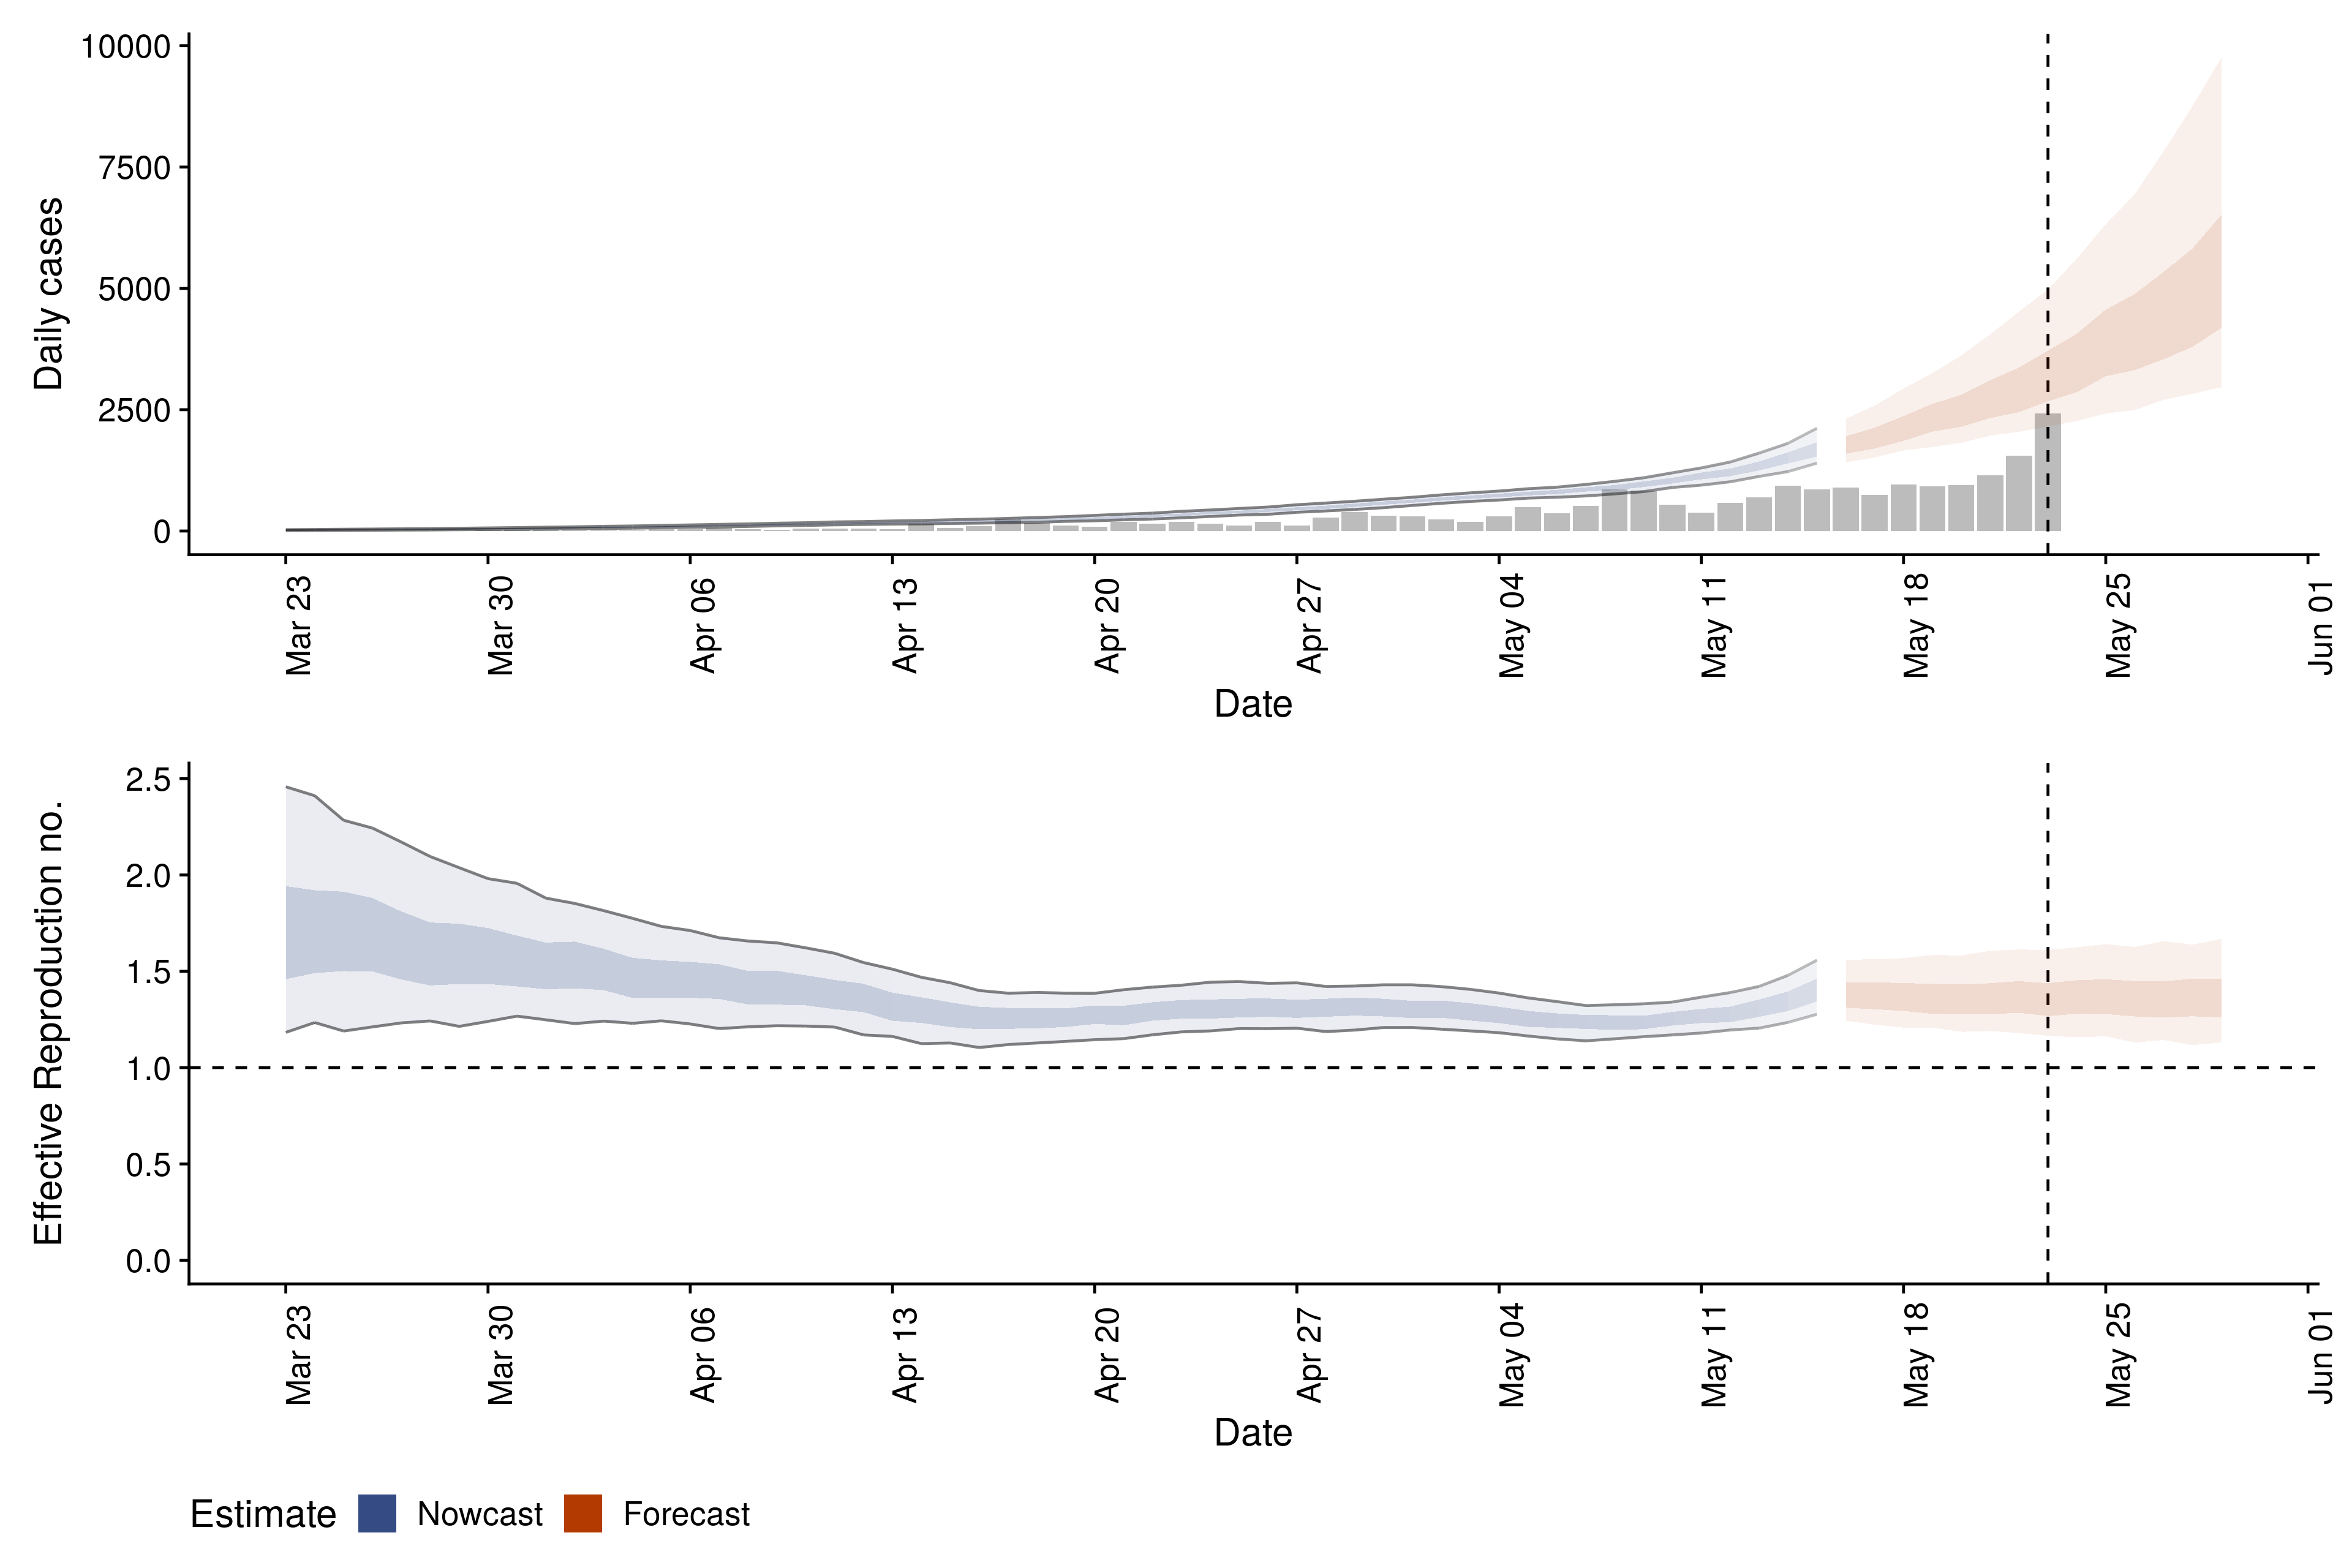 10000
7500
5000
2500
0
Daily cases
Mar 23
Mar 30
Apr 06
Apr 13
Apr 20
Apr 27
May 04
May 11
May 18
May 25
Jun 01
Date
2.5
2.0
1.5
1.0
0.5
0.0
Effective Reproduction no.
Mar 23
Mar 30
Apr 06
Apr 13
Apr 20
Apr 27
May 04
May 11
May 18
May 25
Jun 01
Date
Estimate Nowcast Forecast